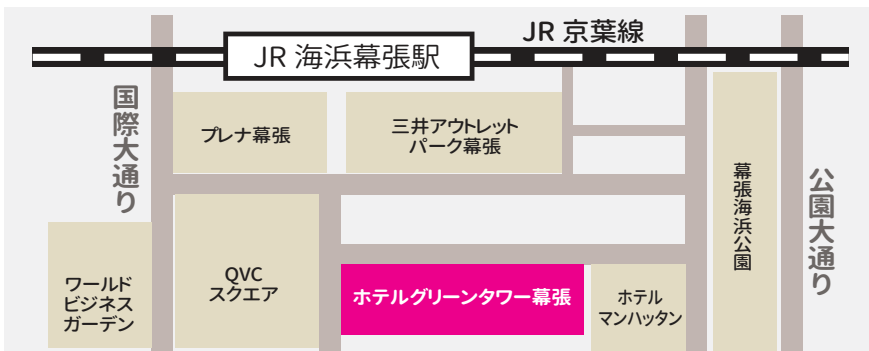 JR 京葉線
JR 海浜幕張駅
国際大通り
プレナ幕張
三井アウトレット
パーク幕張
幕張海浜公園
公園大通り
ワールド
ビジネス
ガーデン
QVC
スクエア
ホテルグリーンタワー幕張
ホテル
マンハッタン